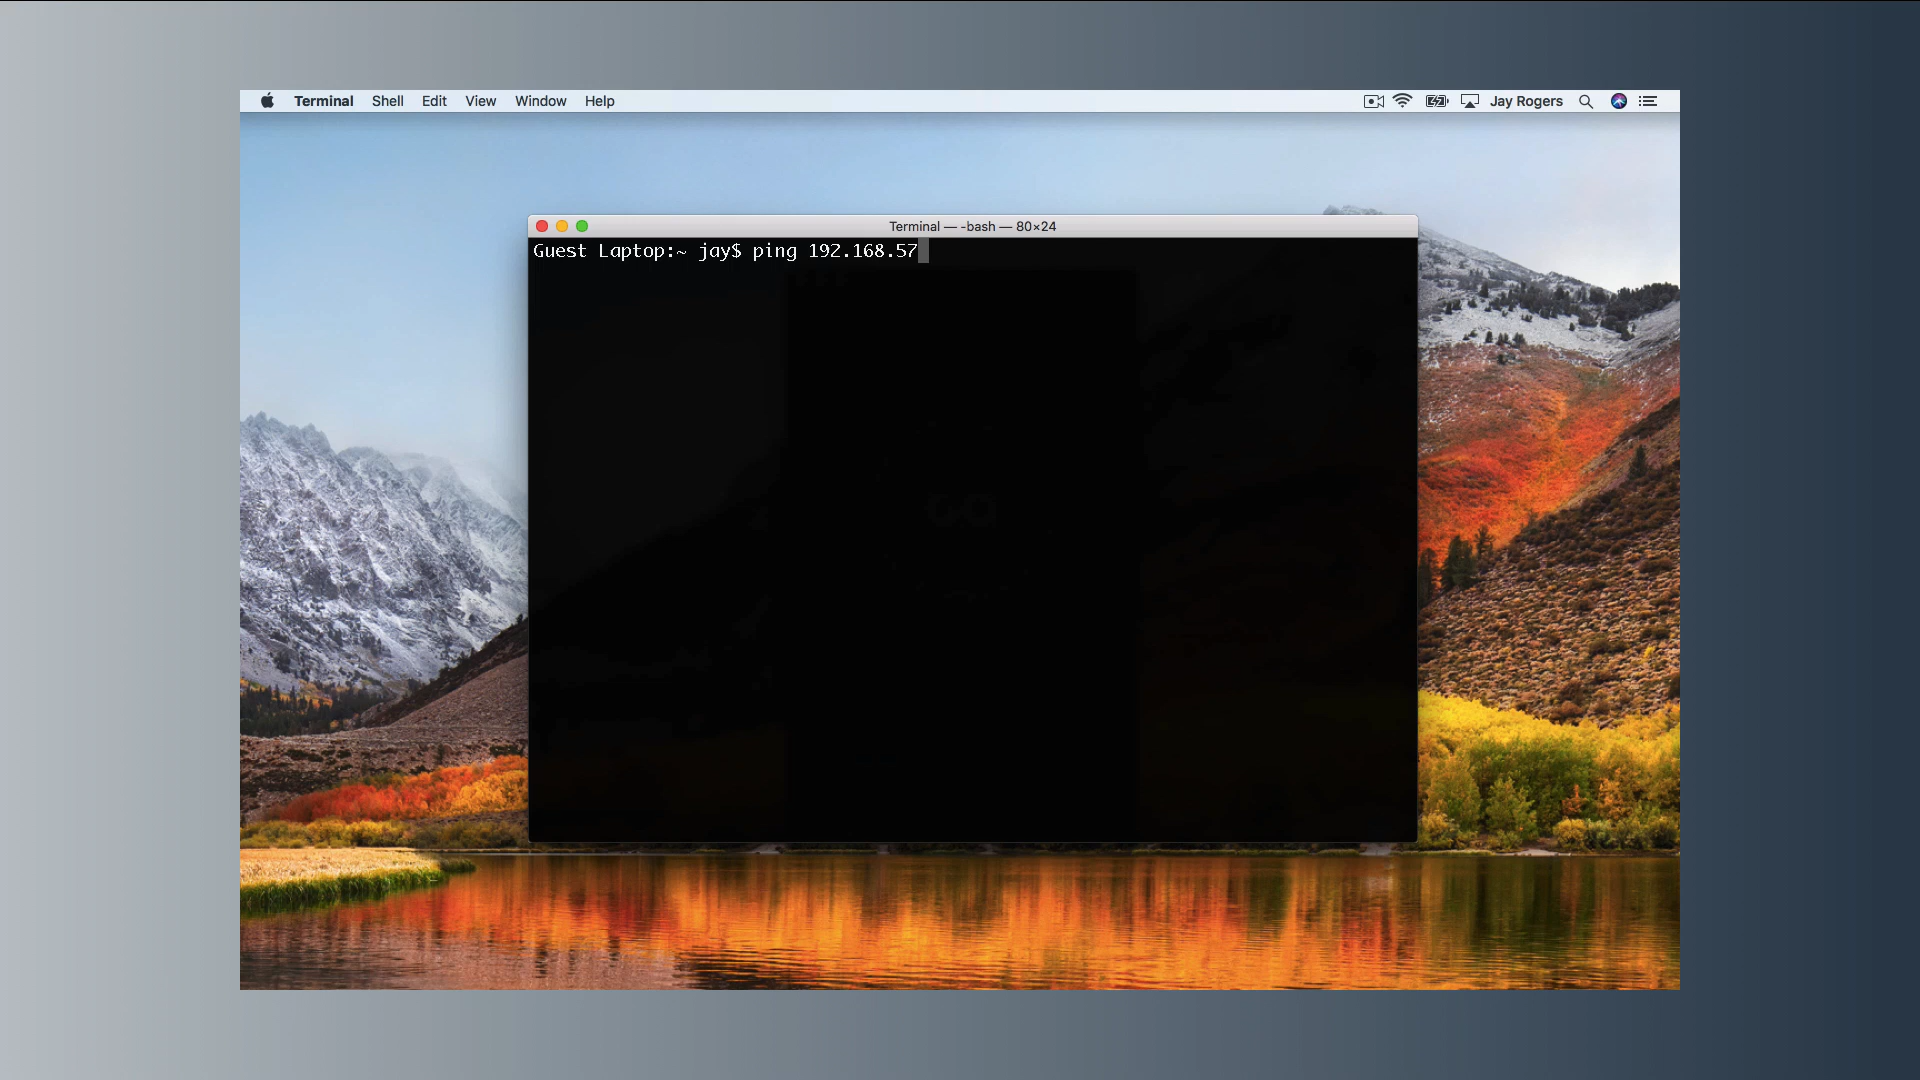 Terminal Shell Edit View Window Help Jay Rogers
Terminal — -bash — 80×24
Guest Laptop:~ jay$ ping 192.168.57